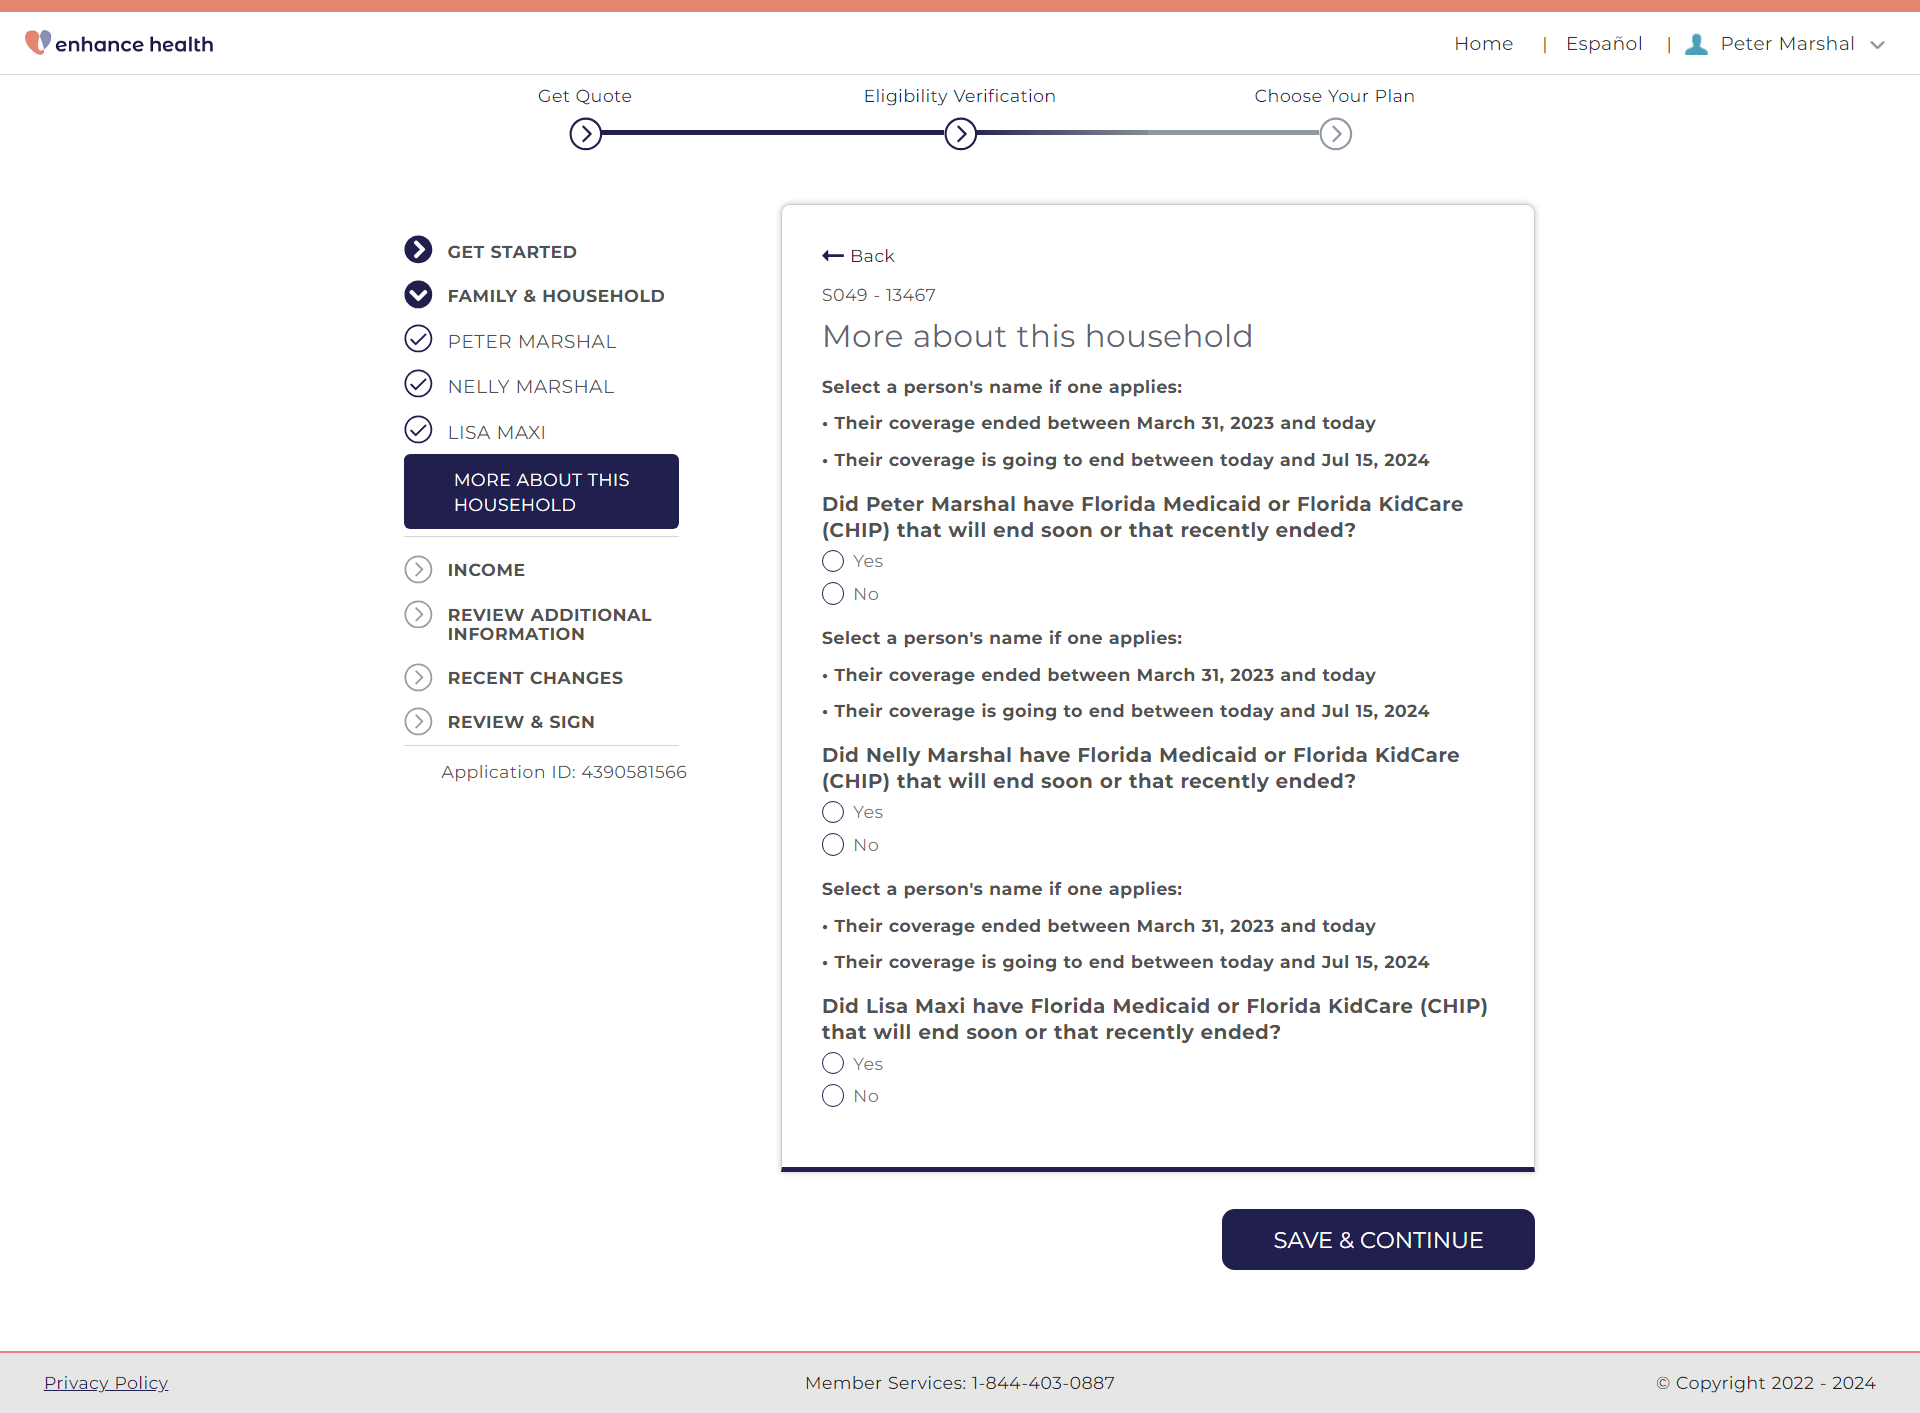 enhance health
Home | Español | Peter Marshal
Get Quote
Eligibility Verification
Choose Your Plan
GET STARTED
FAMILY & HOUSEHOLD
PETER MARSHAL
NELLY MARSHAL
LISA MAXI
MORE ABOUT THIS
HOUSEHOLD
INCOME
REVIEW ADDITIONAL
INFORMATION
RECENT CHANGES
REVIEW & SIGN
Application ID: 4390581566
Back
S049 - 13467
More about this household
Select a person's name if one applies:
• Their coverage ended between March 31, 2023 and today
• Their coverage is going to end between today and Jul 15, 2024
Did Peter Marshal have Florida Medicaid or Florida KidCare
(CHIP) that will end soon or that recently ended?
Yes
No
Select a person's name if one applies:
• Their coverage ended between March 31, 2023 and today
• Their coverage is going to end between today and Jul 15, 2024
Did Nelly Marshal have Florida Medicaid or Florida KidCare
(CHIP) that will end soon or that recently ended?
Yes
No
Select a person's name if one applies:
• Their coverage ended between March 31, 2023 and today
• Their coverage is going to end between today and Jul 15, 2024
Did Lisa Maxi have Florida Medicaid or Florida KidCare (CHIP)
that will end soon or that recently ended?
Yes
No
SAVE & CONTINUE
Privacy Policy
Member Services: 1-844-403-0887
© Copyright 2022 - 2024